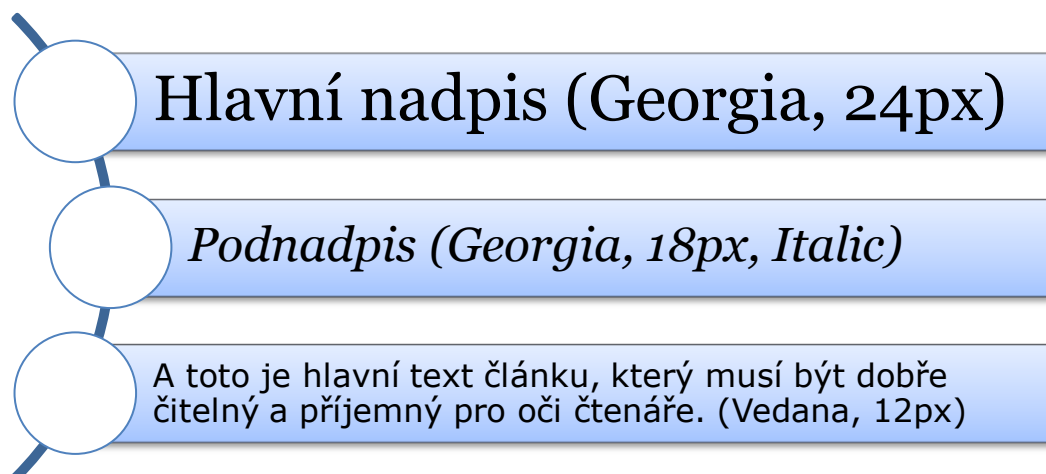 Hlavní nadpis (Georgia, 24px)
Podnadpis (Georgia, 18px, Italic)
A toto je hlavní text článku, který musí být dobře
čitelný a příjemný pro oči čtenáře. (Vedana, 12px)